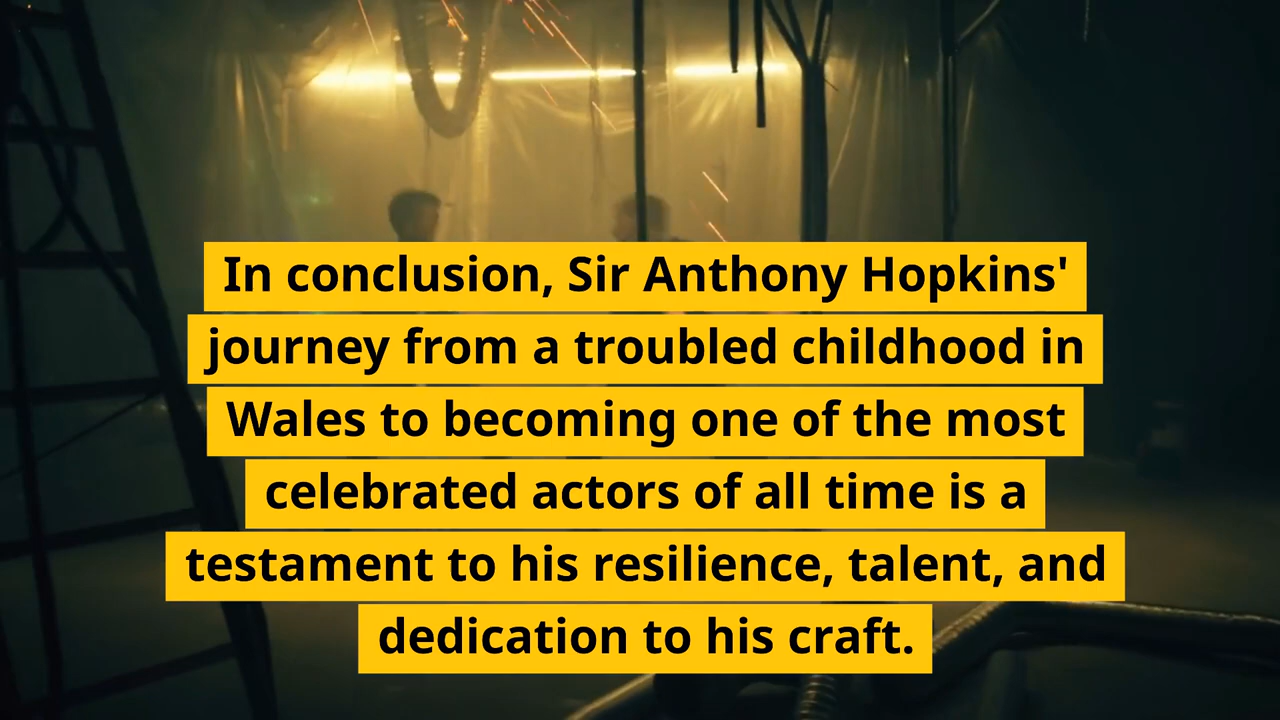 In conclusion, Sir Anthony Hopkins'
journey from a troubled childhood in
Wales to becoming one of the most
celebrated actors of all time is a
testament to his resilience, talent, and
dedication to his craft.